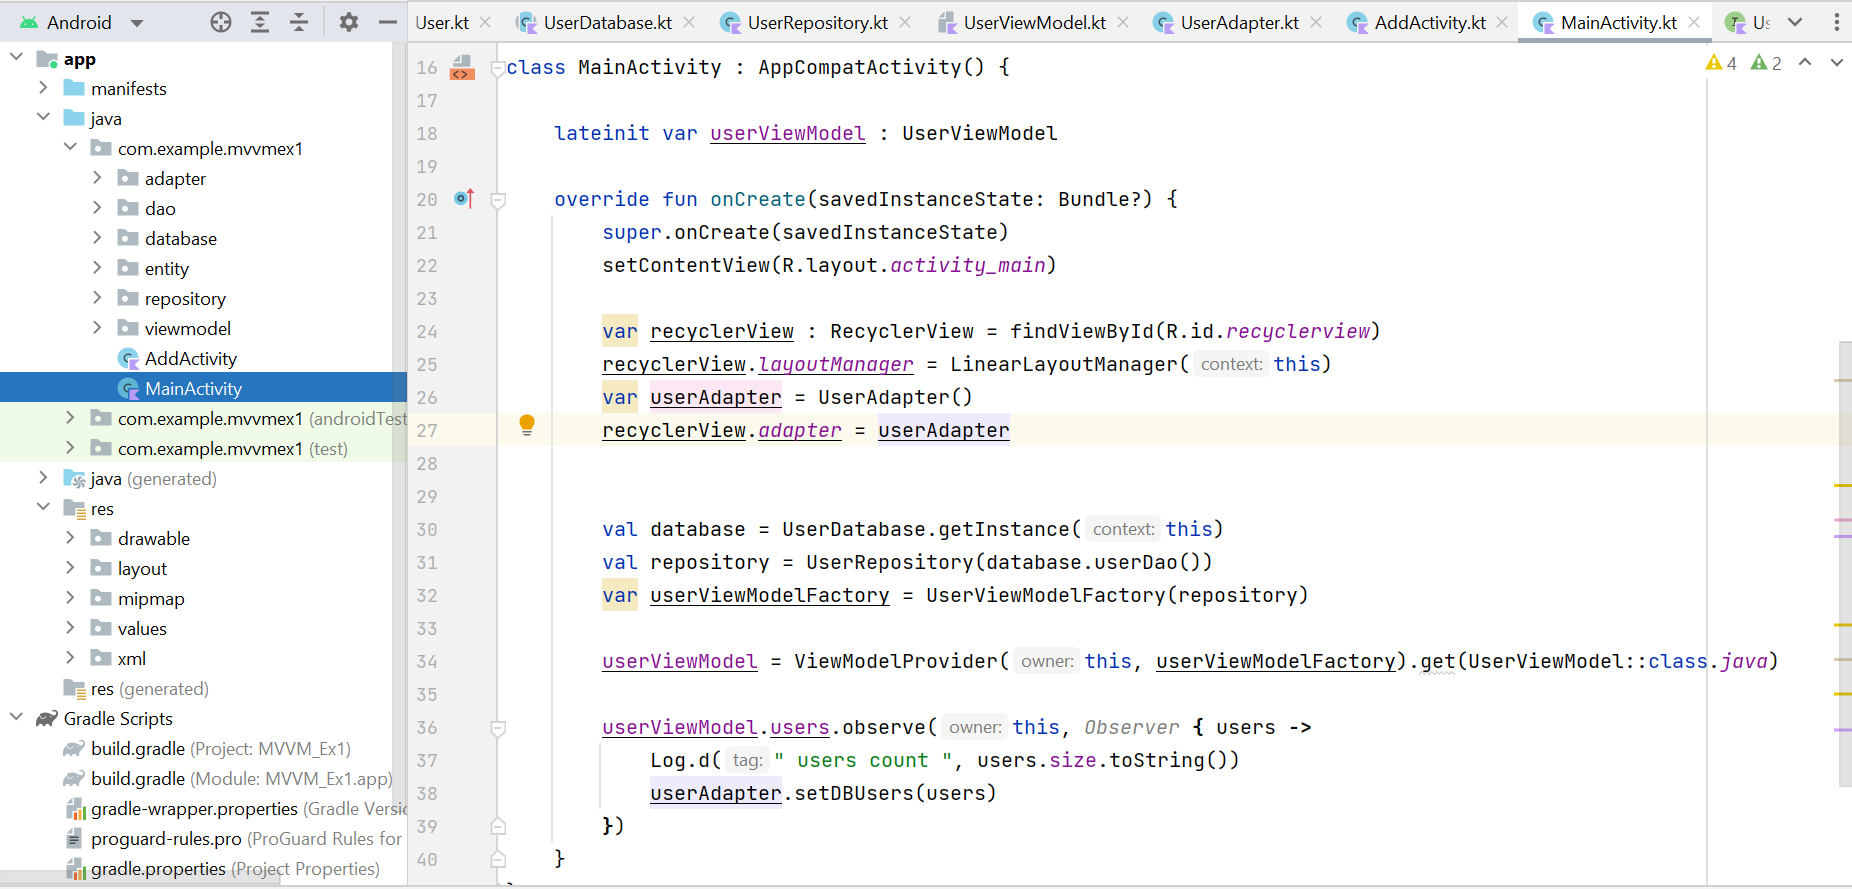 Android
User.kt
UserDatabase.kt
UserRepository.kt
UserViewModel.kt
UserAdapter.kt
AddActivity.kt
MainActivity.kt
app
manifests
java
com.example.mvvmex1
adapter
dao
database
entity
repository
viewmodel
AddActivity
MainActivity
com.example.mvvmex1 (androidTest
com.example.mvvmex1 (test)
java (generated)
res
drawable
layout
mipmap
values
xml
res (generated)
Gradle Scripts
build.gradle (Project: MVVM_Ex1)
build.gradle (Module: MVVM_Ex1.app)
gradle-wrapper.properties (Gradle Versic
proguard-rules.pro (ProGuard Rules for
gradle.properties (Project Properties)
4 2
16 class MainActivity : AppCompatActivity() {
17
18 lateinit var userViewModel : UserViewModel
19
20 override fun onCreate(savedInstanceState: Bundle?) {
21 super.onCreate(savedInstanceState)
22 setContentView(R.layout.activity_main)
23
24 var recyclerView : RecyclerView = findViewById(R.id.recyclerview)
25 recyclerView.layoutManager = LinearLayoutManager( context: this)
26 var userAdapter = UserAdapter()
27 recyclerView.adapter = userAdapter
28
29
30 val database = UserDatabase.getInstance( context: this)
31 val repository = UserRepository(database.userDao())
32 var userViewModelFactory = UserViewModelFactory(repository)
33
34 userViewModel = ViewModelProvider( owner: this, userViewModelFactory).get(UserViewModel::class.java)
35
36 userViewModel.users.observe( owner: this, Observer { users ->
37 Log.d( tag: " users count ", users.size.toString())
38 userAdapter.setDBUsers(users)
39 })
40 }